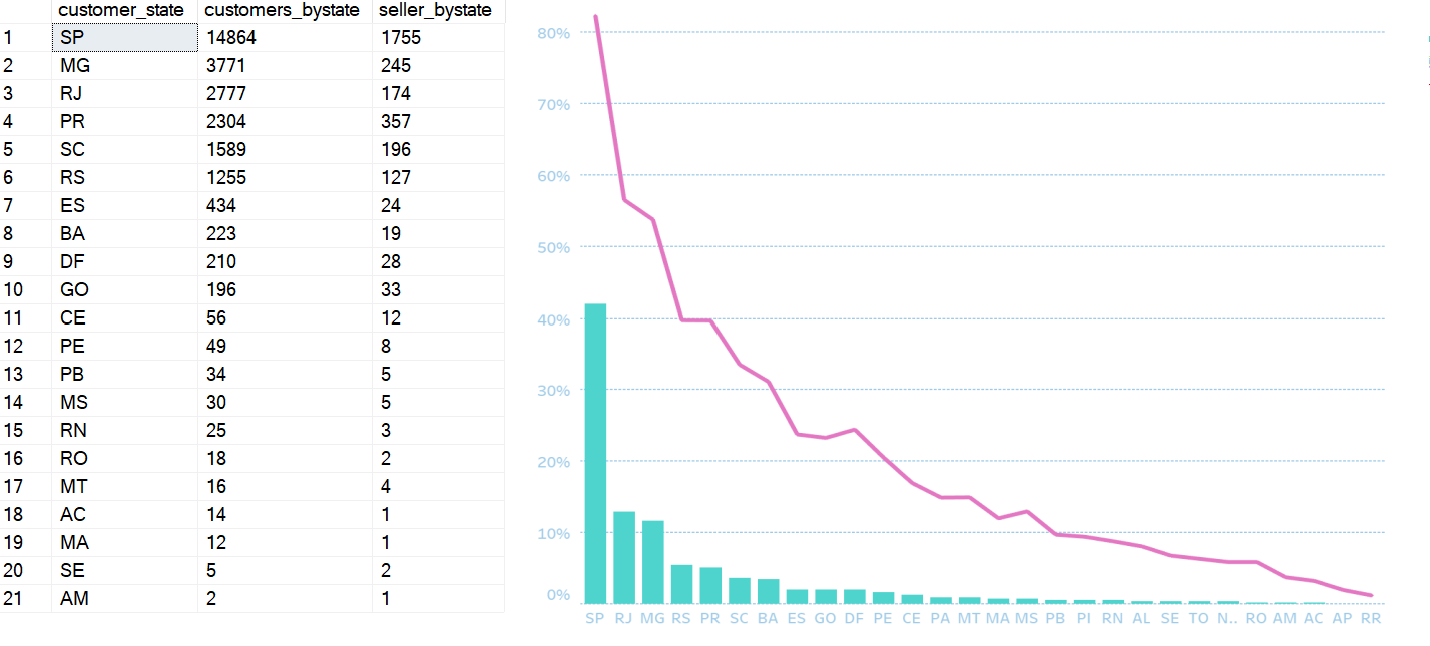 customer_state customers_bystate seller_bystate
1 SP 14864 1755
2 MG 3771 245
3 RJ 2777 174
4 PR 2304 357
5 SC 1589 196
6 RS 1255 127
7 ES 434 24
8 BA 223 19
9 DF 210 28
10 GO 196 33
11 CE 56 12
12 PE 49 8
13 PB 34 5
14 MS 30 5
15 RN 25 3
16 RO 18 2
17 MT 16 4
18 AC 14 1
19 MA 12 1
20 SE 5 2
21 AM 2 1
80%
70%
60%
50%
40%
30%
20%
10%
0%
SP RJ MG RS PR SC BA ES GO DF PE CE PA MT MA MS PB PI RN AL SE TO N.. RO AM AC AP RR